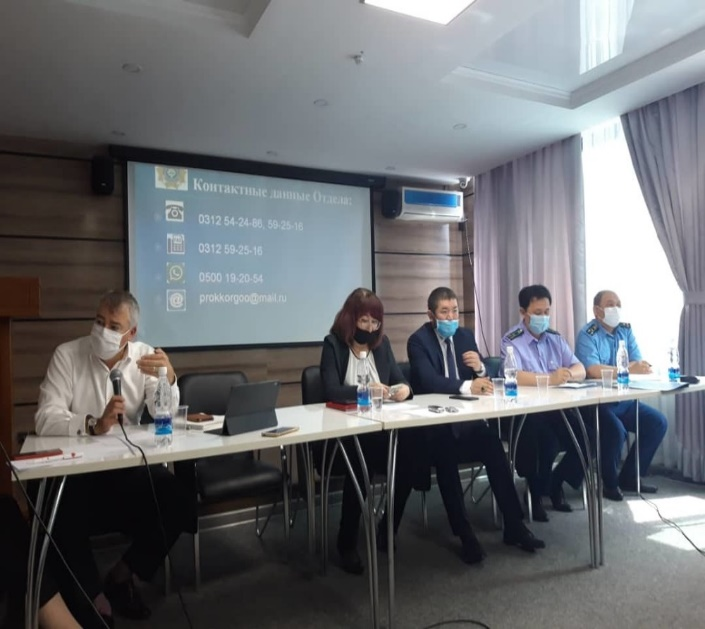 Контактные данные Отдела:
0312 54-24-86, 59-25-16
0312 59-25-16
0500 19-20-54
prokkorgoo@mail.ru